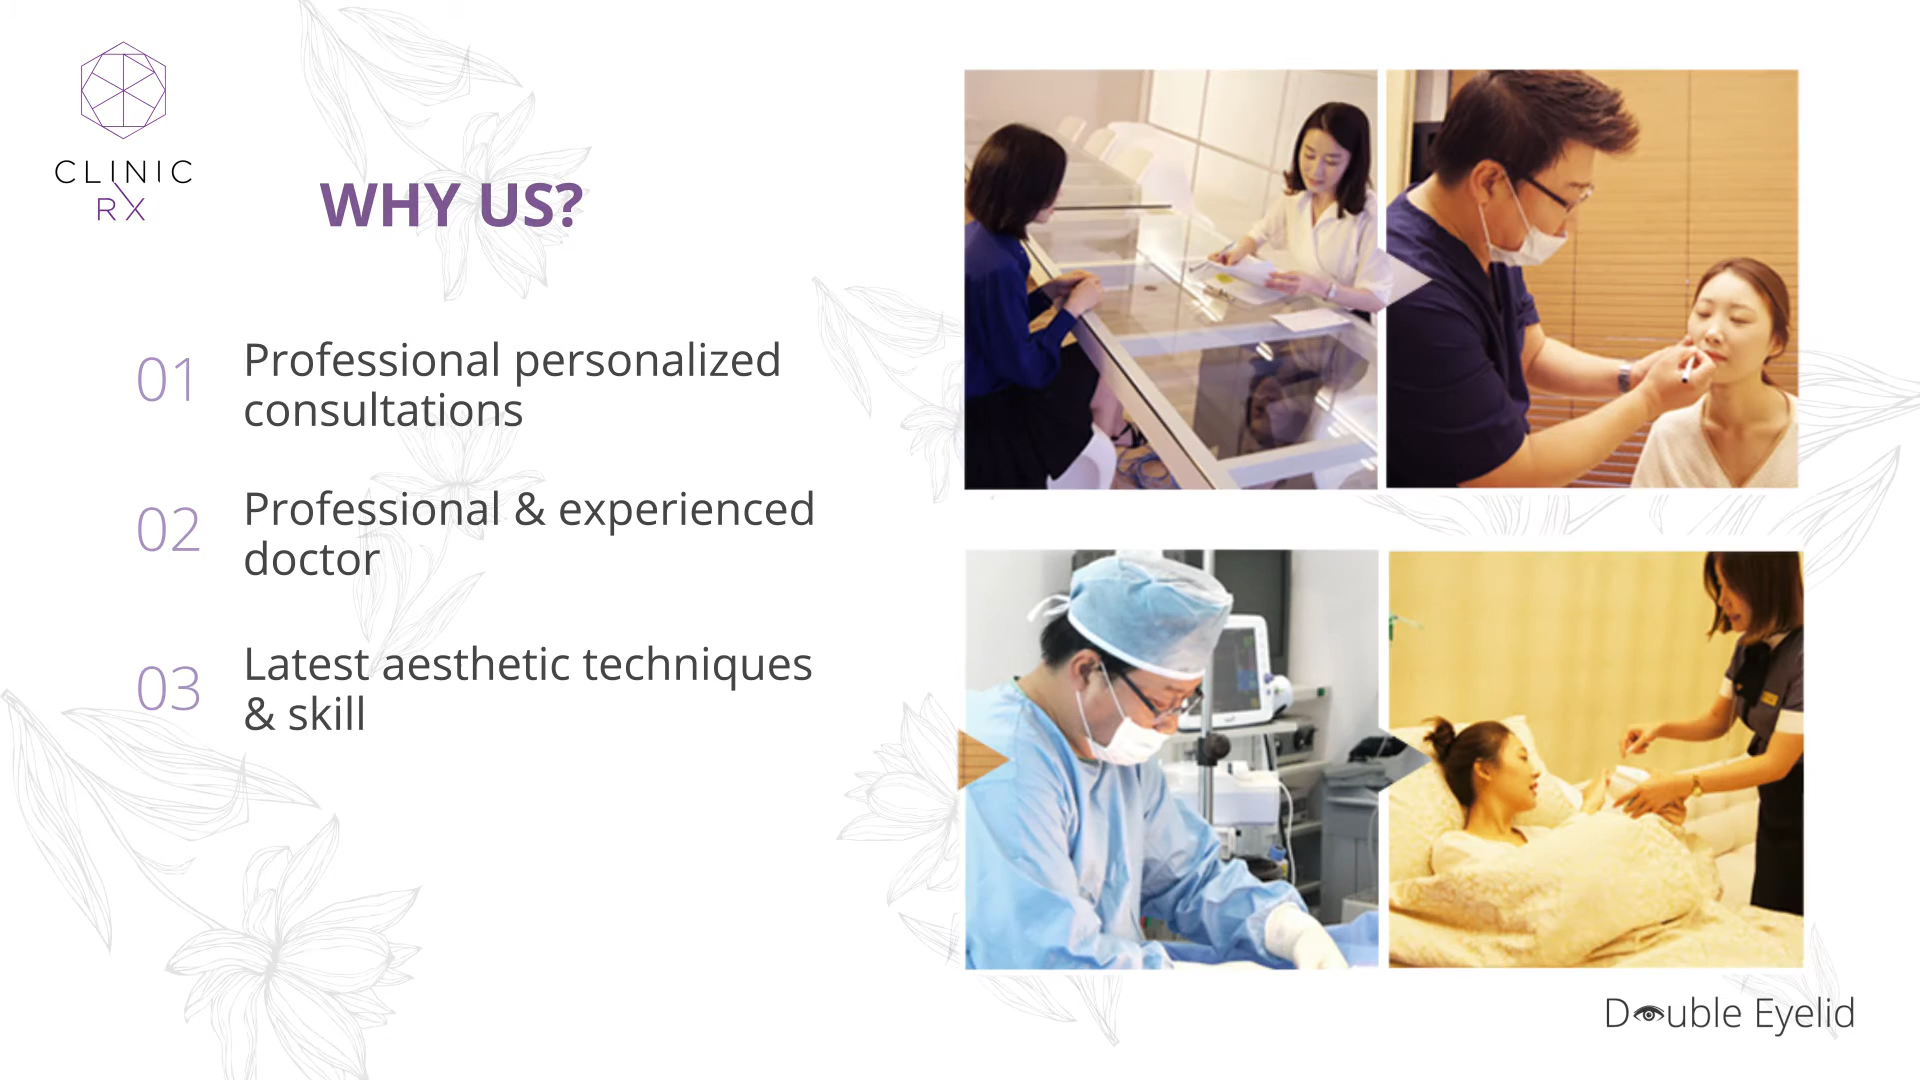 CLINIC
RX
WHY US?
01
Professional personalized
consultations
02
Professional & experienced
doctor
03
Latest aesthetic techniques
& skill
Double Eyelid